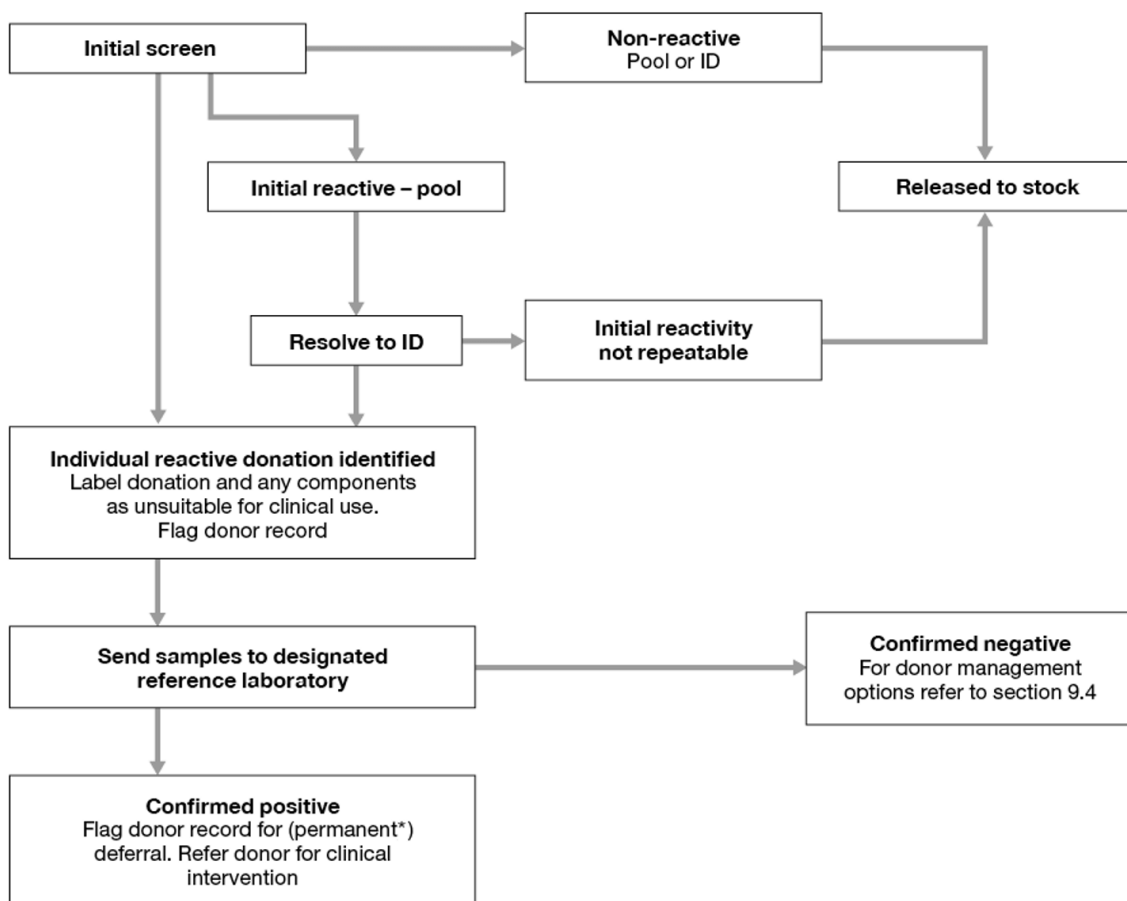 Initial screen
Non-reactive
Pool or ID
Initial reactive – pool
Released to stock
Resolve to ID
Initial reactivity
not repeatable
Individual reactive donation identified
Label donation and any components
as unsuitable for clinical use.
Flag donor record
Send samples to designated
reference laboratory
Confirmed negative
For donor management
options refer to section 9.4
Confirmed positive
Flag donor record for (permanent*)
deferral. Refer donor for clinical
intervention